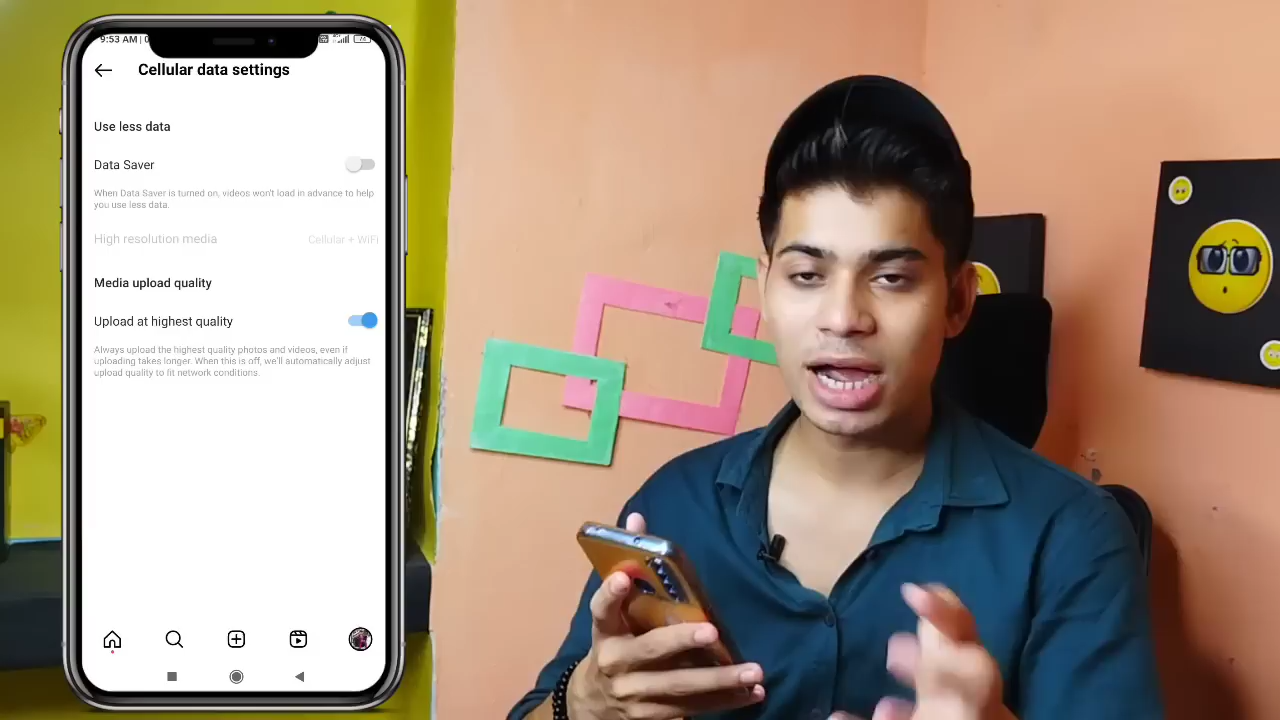 9:53 AM
Cellular data settings
Use less data
Data Saver
When Data Saver is turned on, videos won't load in advance to help
you use less data.
High resolution media Cellular + WiFi
Media upload quality
Upload at highest quality
Always upload the highest quality photos and videos, even if
uploading takes longer. When this is off, we'll automatically adjust
upload quality to fit network conditions.